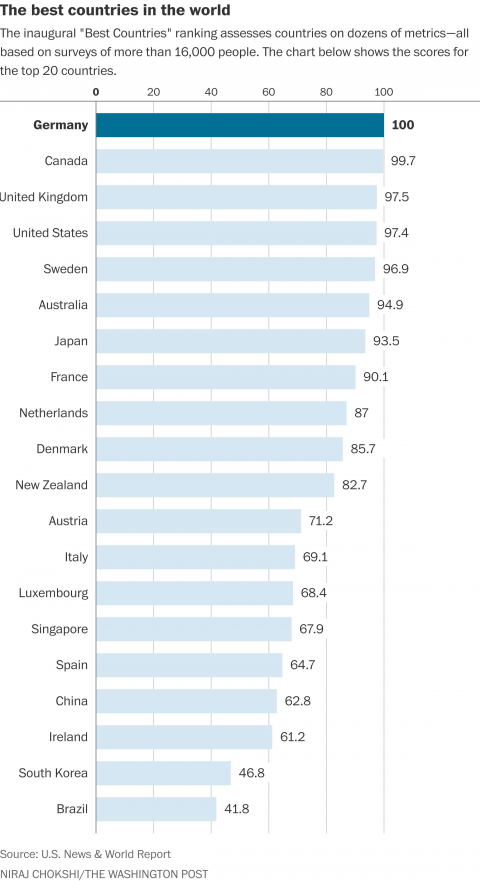 The best countries in the world
The inaugural "Best Countries" ranking assesses countries on dozens of metrics—all
based on surveys of more than 16,000 people. The chart below shows the scores for
the top 20 countries.
0 20 40 60 80 100
Germany 100
Canada 99.7
United Kingdom 97.5
United States 97.4
Sweden 96.9
Australia 94.9
Japan 93.5
France 90.1
Netherlands 87
Denmark 85.7
New Zealand 82.7
Austria 71.2
Italy 69.1
Luxembourg 68.4
Singapore 67.9
Spain 64.7
China 62.8
Ireland 61.2
South Korea 46.8
Brazil 41.8
Source: U.S. News & World Report
NIRAJ CHOKSHI/THE WASHINGTON POST